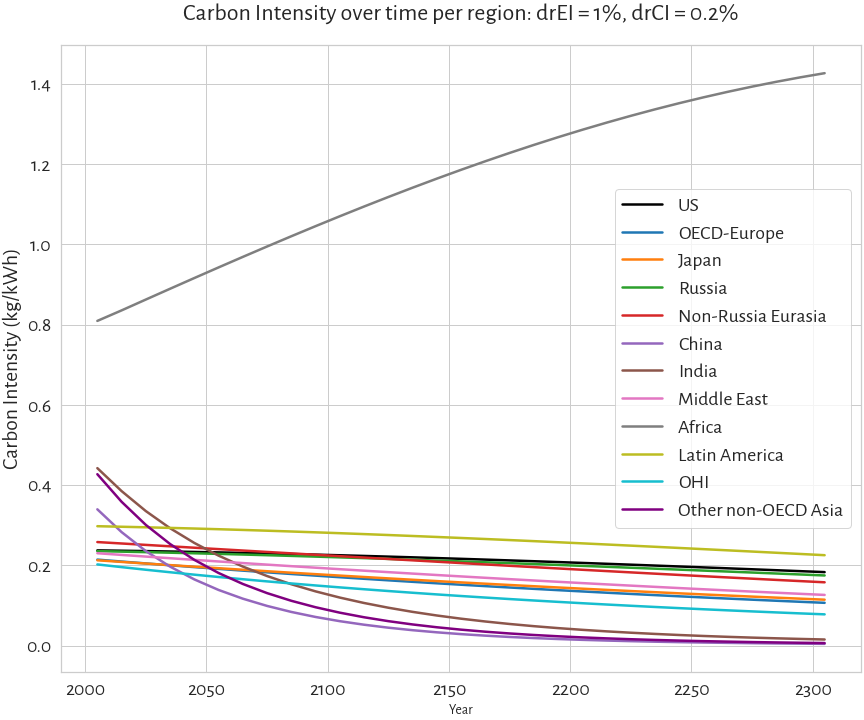 Carbon Intensity over time per region: drEI = 1%, drCI = 0.2%
Carbon Intensity (kg/kWh)
1.4
1.2
1.0
0.8
0.6
0.4
0.2
0.0
US
OECD-Europe
Japan
Russia
Non-Russia Eurasia
China
India
Middle East
Africa
Latin America
OHI
Other non-OECD Asia
2000 2050 2100 2150 2200 2250 2300
Year